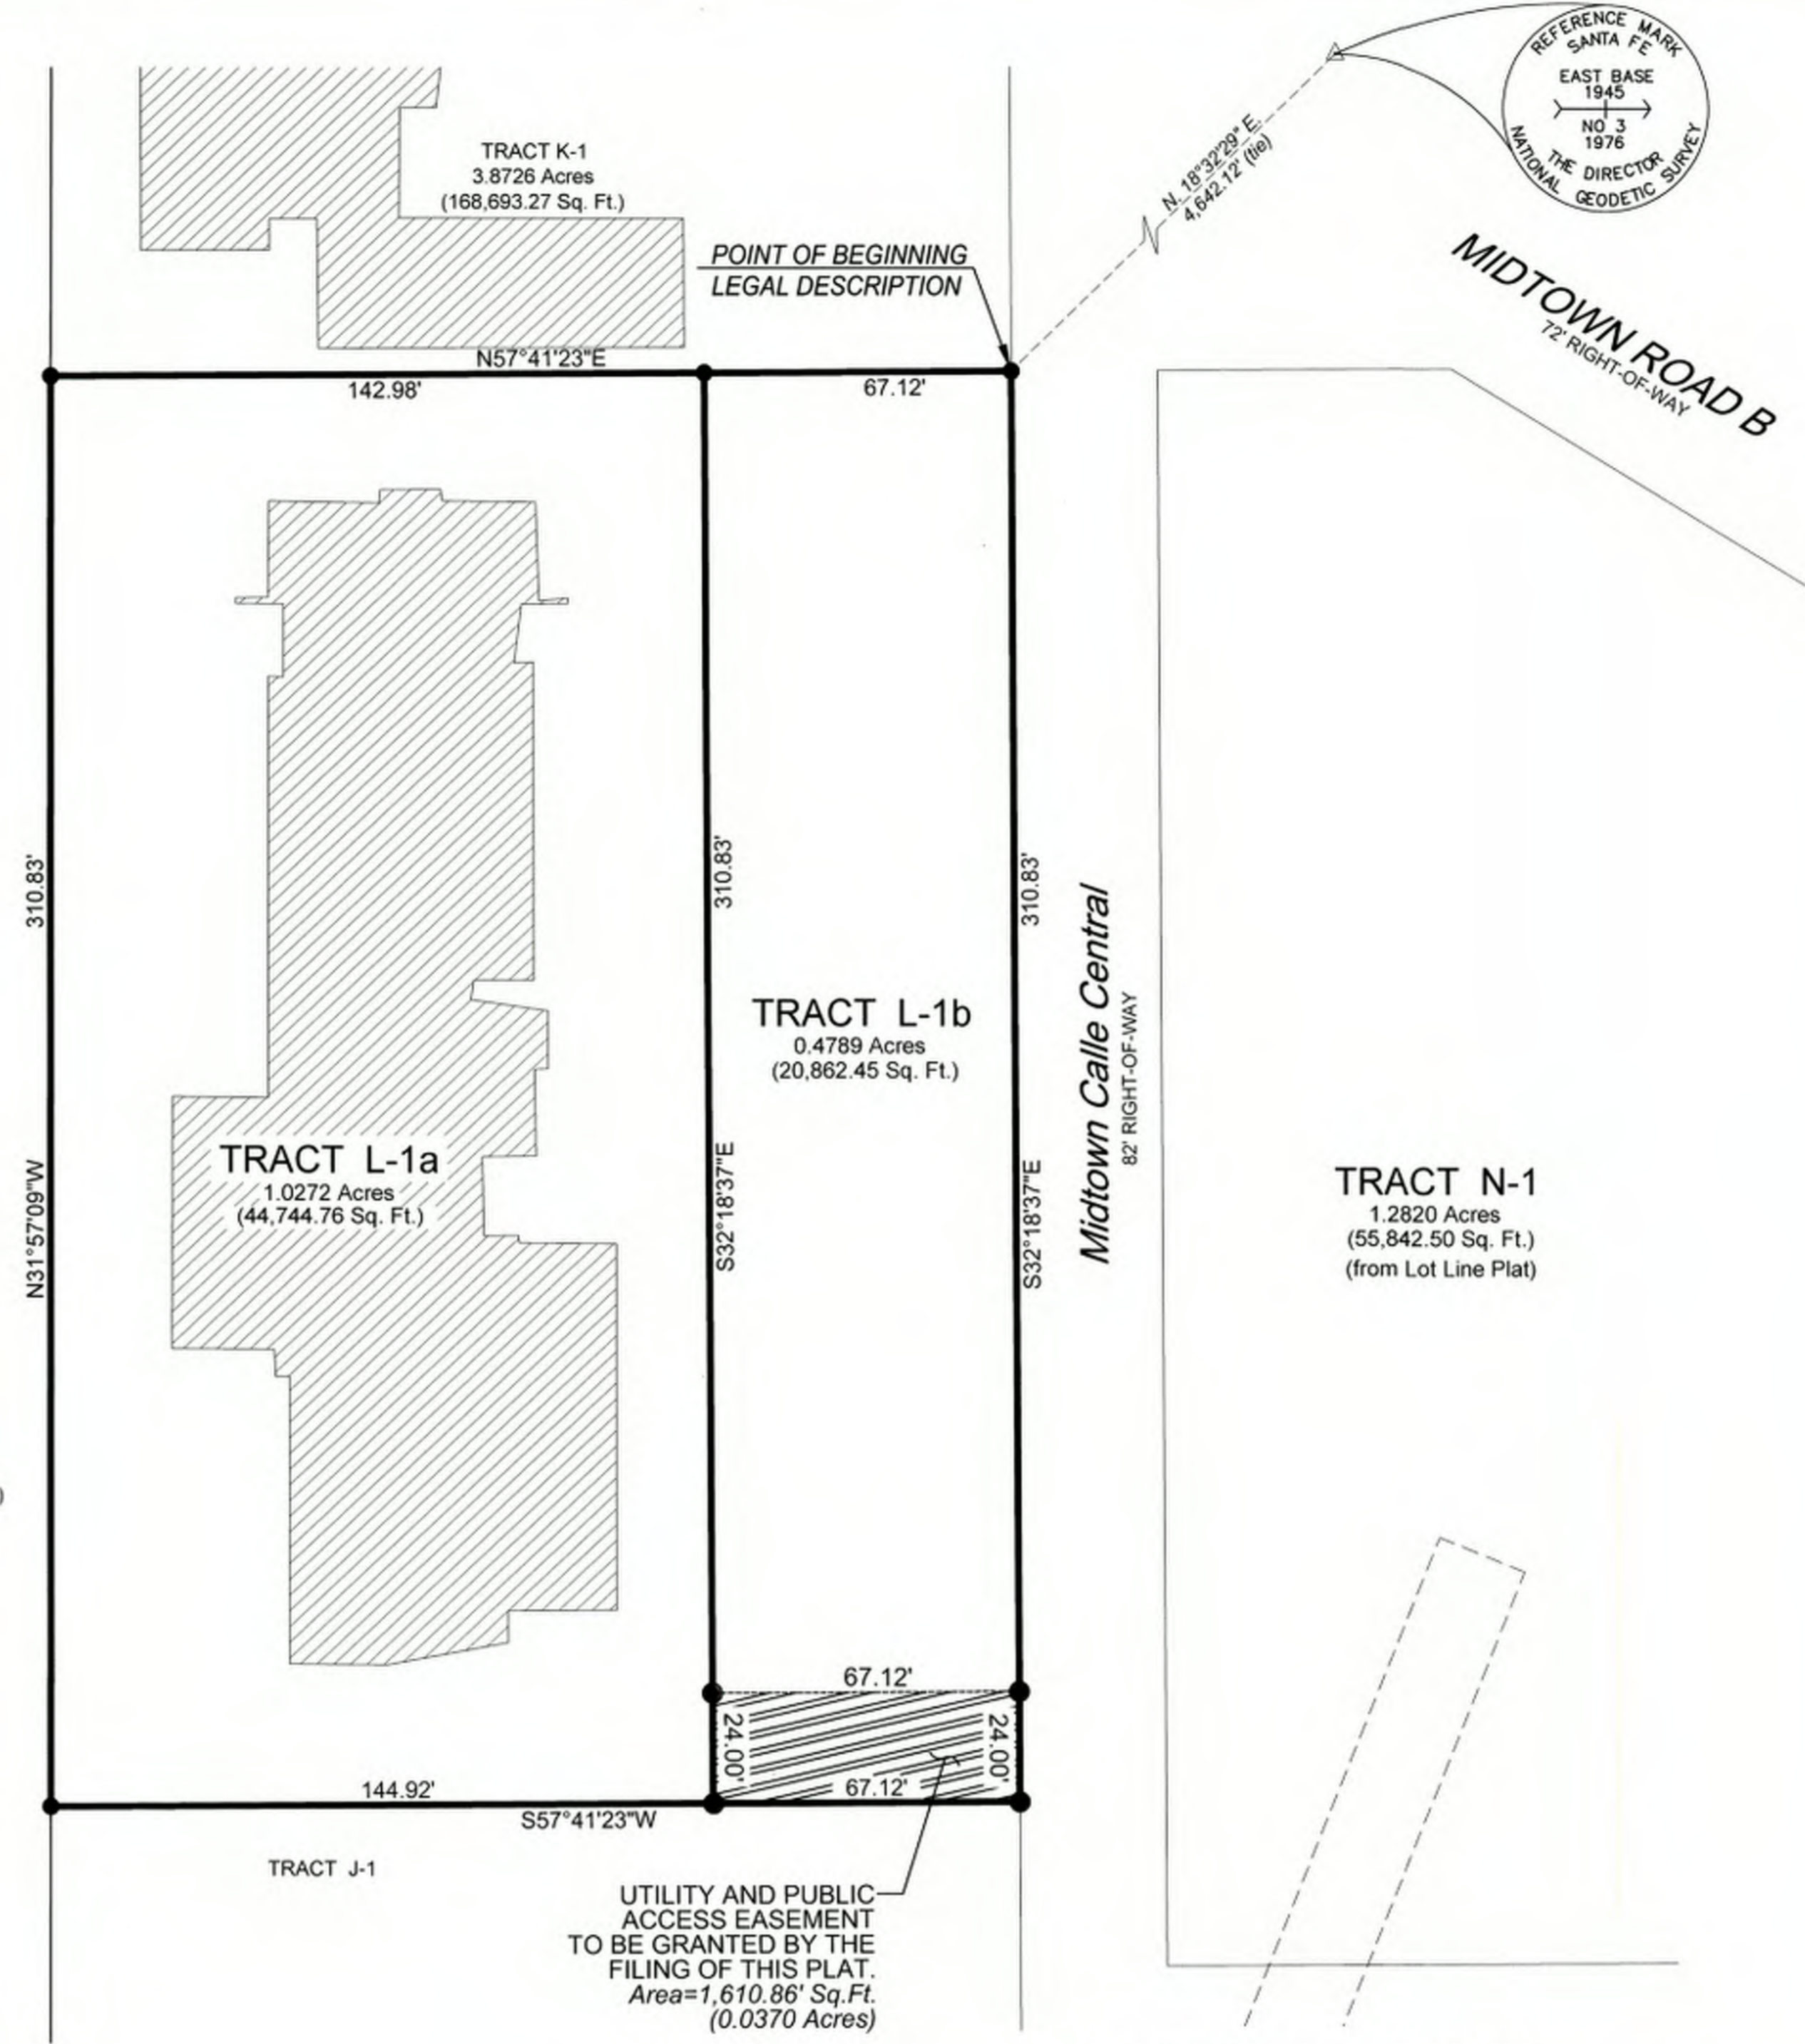 REFERENCE MARK
SANTA FE
EAST BASE
1945
NO 3
1976
THE DIRECTOR
NATIONAL GEODETIC SURVEY
N. 18°32'29" E.
4,642.12' (tie)
TRACT K-1
3.8726 Acres
(168,693.27 Sq. Ft.)
POINT OF BEGINNING
LEGAL DESCRIPTION
MIDTOWN ROAD B
72' RIGHT-OF-WAY
N57°41'23"E
142.98'
67.12'
310.83'
310.83'
310.83'
TRACT L-1b
0.4789 Acres
(20,862.45 Sq. Ft.)
Midtown Calle Central
82' RIGHT-OF-WAY
TRACT L-1a
1.0272 Acres
(44,744.76 Sq. Ft.)
N31°57'09"W
S32°18'37"E
S32°18'37"E
TRACT N-1
1.2820 Acres
(55,842.50 Sq. Ft.)
(from Lot Line Plat)
67.12'
24.00'
24.00'
67.12'
144.92'
S57°41'23"W
TRACT J-1
UTILITY AND PUBLIC
ACCESS EASEMENT
TO BE GRANTED BY THE
FILING OF THIS PLAT.
Area=1,610.86' Sq.Ft.
(0.0370 Acres)